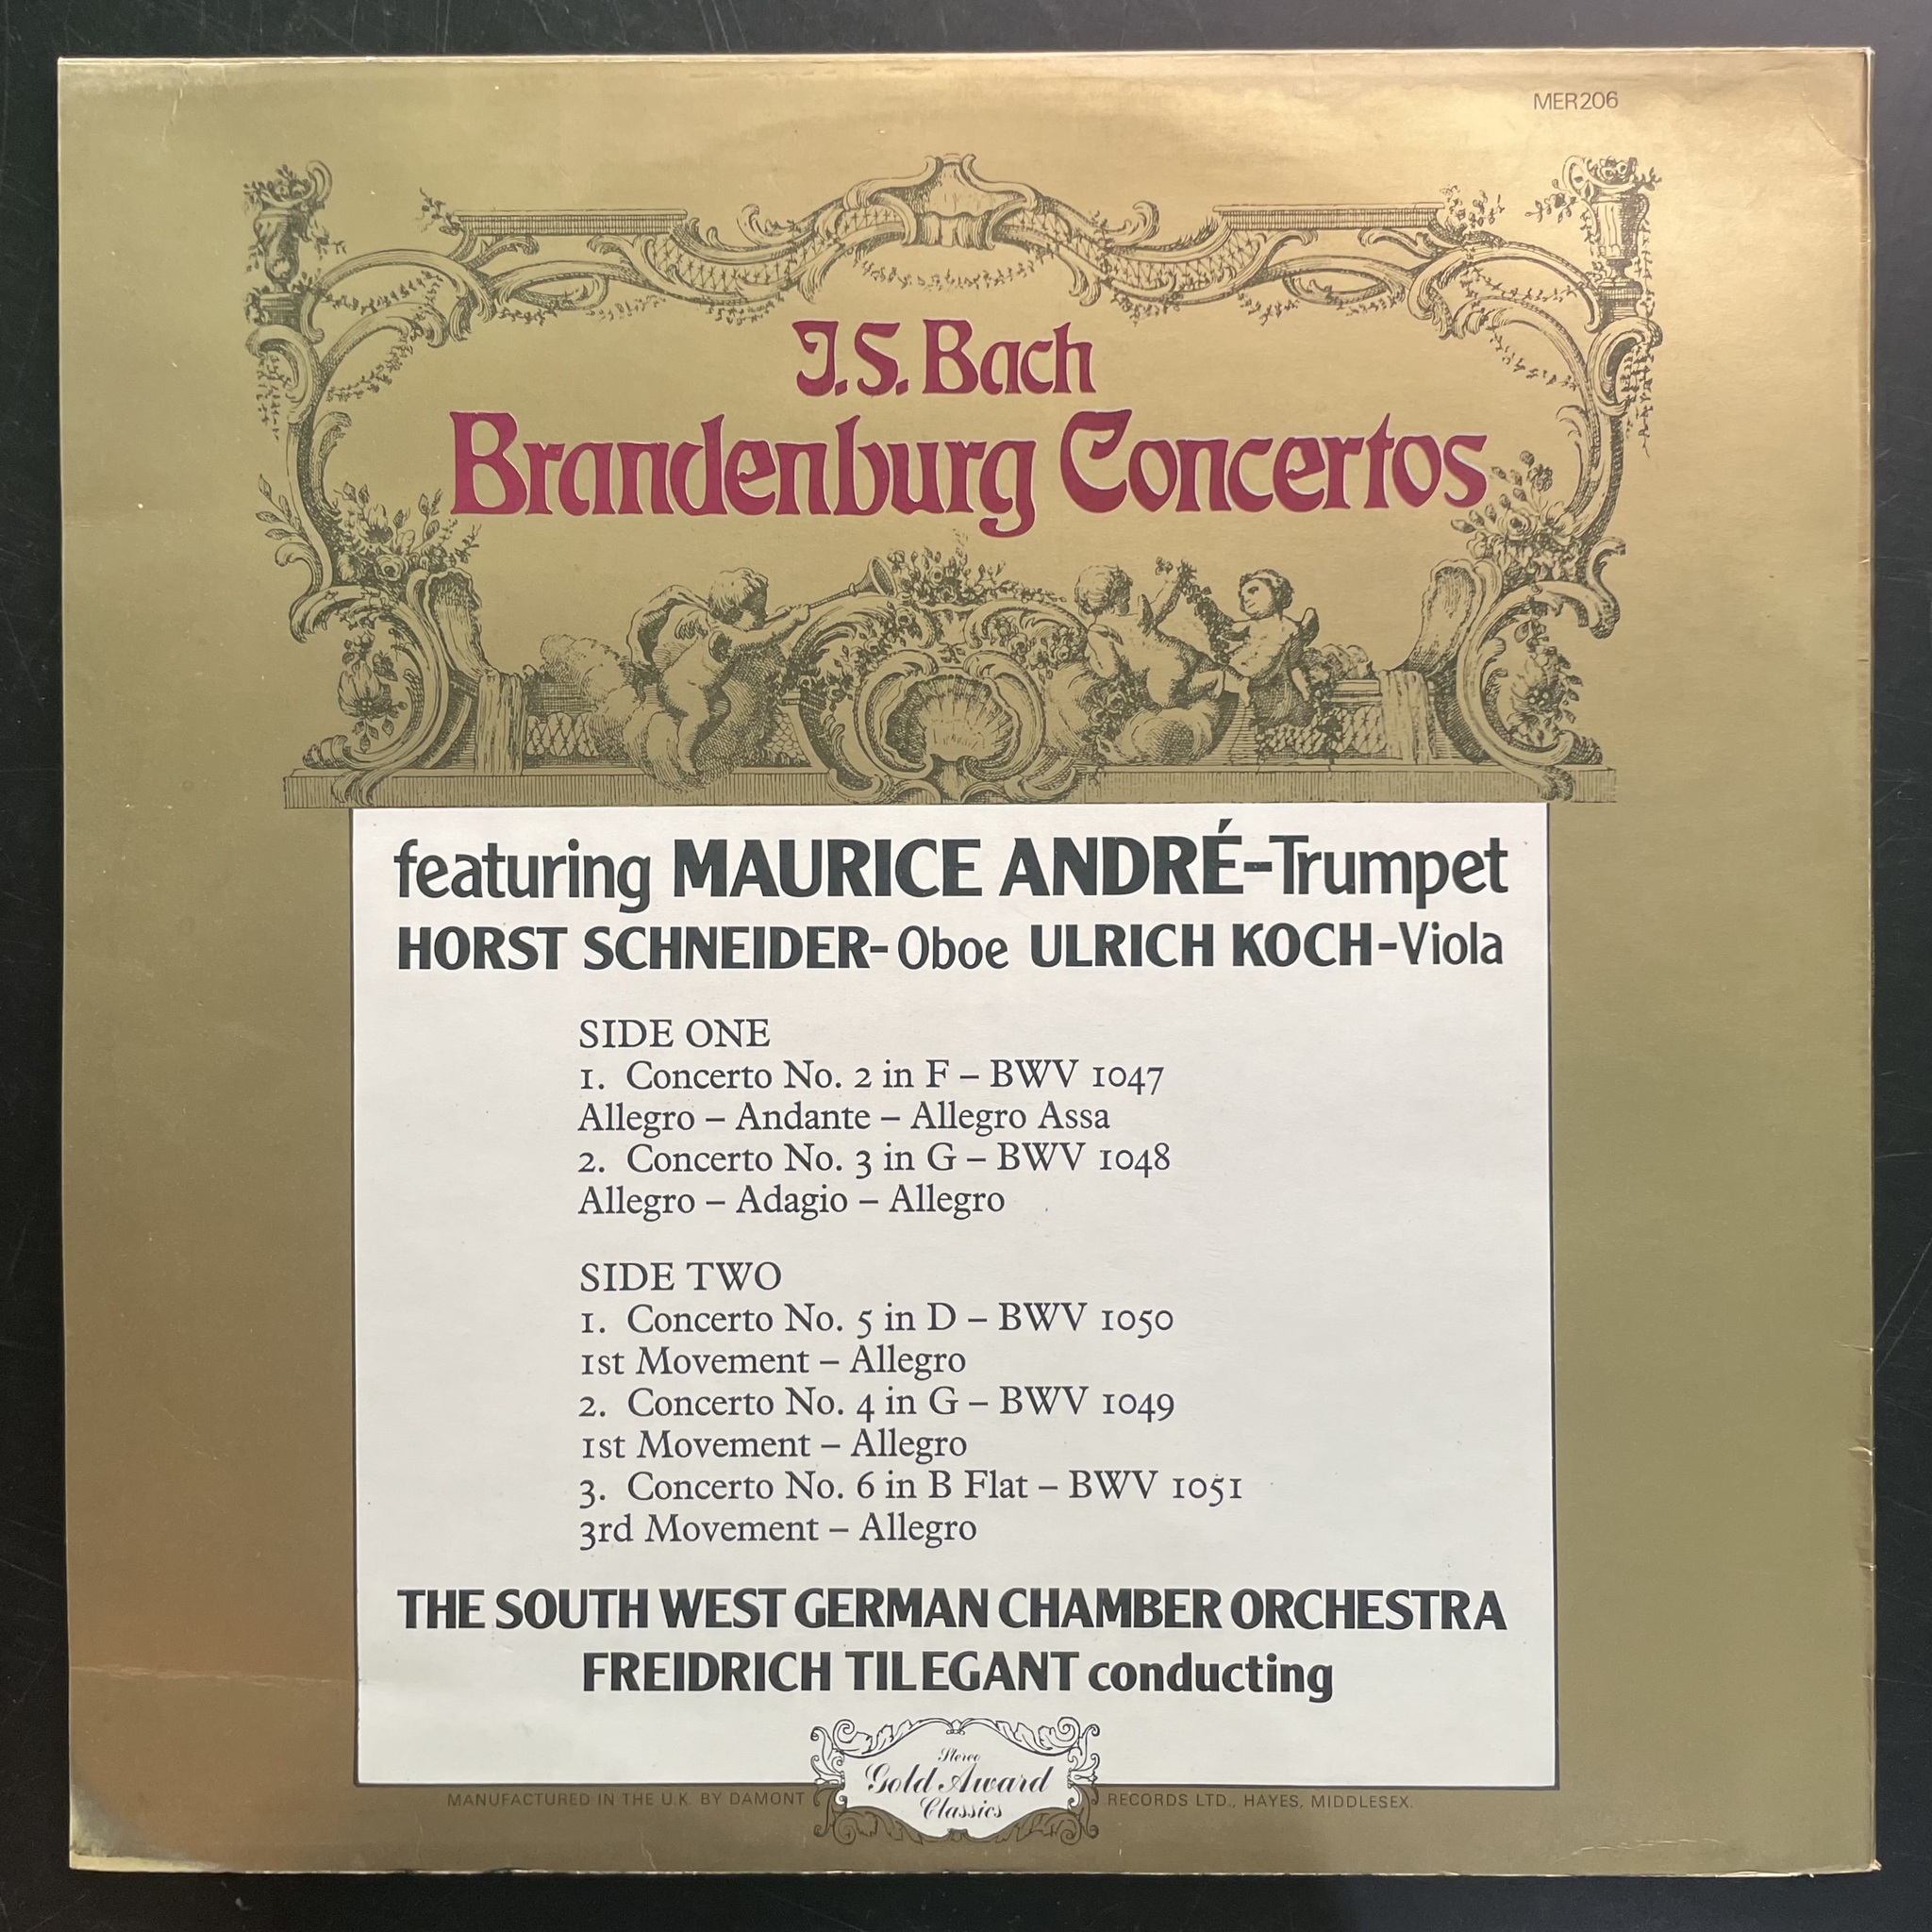 MER206
J.S. Bach
Brandenburg Concertos
featuring MAURICE ANDRÉ-Trumpet
HORST SCHNEIDER-Oboe ULRICH KOCH-Viola
SIDE ONE
1. Concerto No. 2 in F – BWV 1047
Allegro – Andante – Allegro Assa
2. Concerto No. 3 in G – BWV 1048
Allegro – Adagio – Allegro
SIDE TWO
1. Concerto No. 5 in D – BWV 1050
1st Movement – Allegro
2. Concerto No. 4 in G – BWV 1049
1st Movement – Allegro
3. Concerto No. 6 in B Flat – BWV 1051
3rd Movement – Allegro
THE SOUTH WEST GERMAN CHAMBER ORCHESTRA
FREIDRICH TILEGANT conducting
Stereo
Gold Award
Classics
MANUFACTURED IN THE U.K. BY DAMONT RECORDS LTD., HAYES, MIDDLESEX.